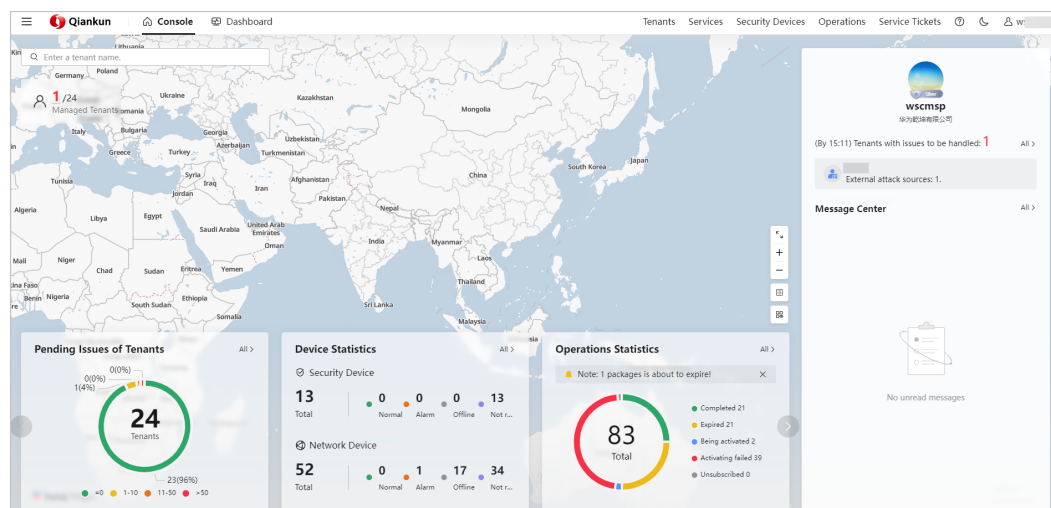 Qiankun
Console
Dashboard
Tenants
Services
Security Devices
Operations
Service Tickets
Enter a tenant name.
1 /24
Managed Tenants
Lithuania
Germany
Poland
Ukraine
Kazakhstan
Mongolia
Italy
Bulgaria
Georgia
Uzbekistan
Greece
Turkey
Azerbaijan
Turkmenistan
China
South Korea
Japan
Tunisia
Syria
Iraq
Iran
Afghanistan
Jordan
Pakistan
Nepal
Algeria
Libya
Egypt
Saudi Arabia
United Arab
Emirates
Oman
India
Myanmar
Laos
Mali
Niger
Chad
Sudan
Eritrea
Yemen
Thailand
Benin
Nigeria
South Sudan
Ethiopia
Somalia
Sri Lanka
Malaysia
wscmsp
华为乾坤有限公司
(By 15:11) Tenants with issues to be handled: 1
All >
External attack sources: 1.
Message Center
All >
No unread messages
Pending Issues of Tenants
All >
0(0%)
0(0%)
1(4%)
24
Tenants
23(96%)
=0
1-10
11-50
>50
Device Statistics
All >
Security Device
13 0 0 0 13
Total Normal Alarm Offline Not r...
Network Device
52 0 1 17 34
Total Normal Alarm Offline Not r...
Operations Statistics
All >
Note: 1 packages is about to expire!
83
Total
Completed 21
Expired 21
Being activated 2
Activating failed 39
Unsubscribed 0